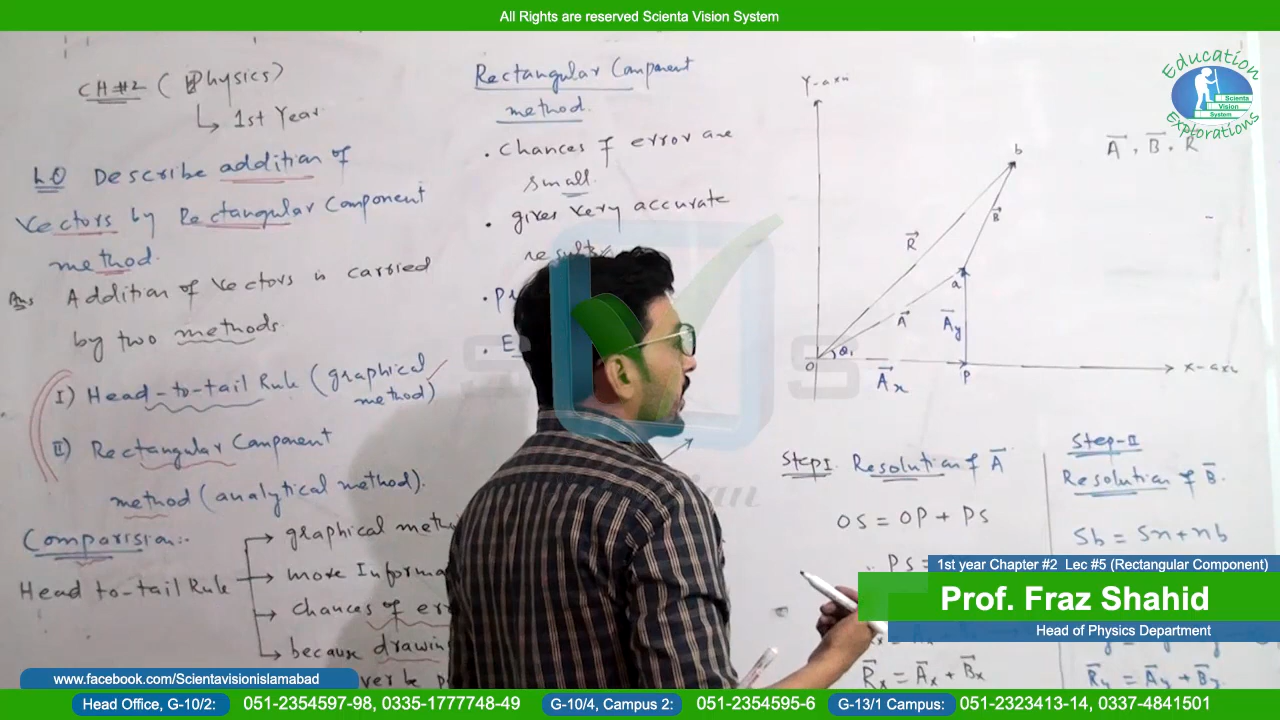 All Rights are reserved Scienta Vision System
CH#2 (Physics)
1st Year
LO Describe addition of
Vectors by Rectangular Component
method.
Ans Addition of vectors is carried
by two methods.
I) Head-to-tail Rule (graphical
method)
II) Rectangular Component
method (analytical method).
Comparision:-
Head to-tail Rule
graphical
more
chances of
because
Rectangular Component
method.
• Chances of error are
small.
• gives very accurate
Y-axis
b
R
B
a
A
Ay
O
θ1
Ax
P
x-axis
A, B, R
Step I Resolution of A
OS = OP + PS
PS =
Rx = Ax + Bx
Step-II
Resolution of B.
Sb = Sn + nb
Ry = Ay + By
Education
Explorations
Scienta
Vision
System
1st year Chapter #2 Lec #5 (Rectangular Component)
Prof. Fraz Shahid
Head of Physics Department
www.facebook.com/Scientavisionislamabad
Head Office, G-10/2: 051-2354597-98, 0335-1777748-49 G-10/4, Campus 2: 051-2354595-6 G-13/1 Campus: 051-2323413-14, 0337-4841501